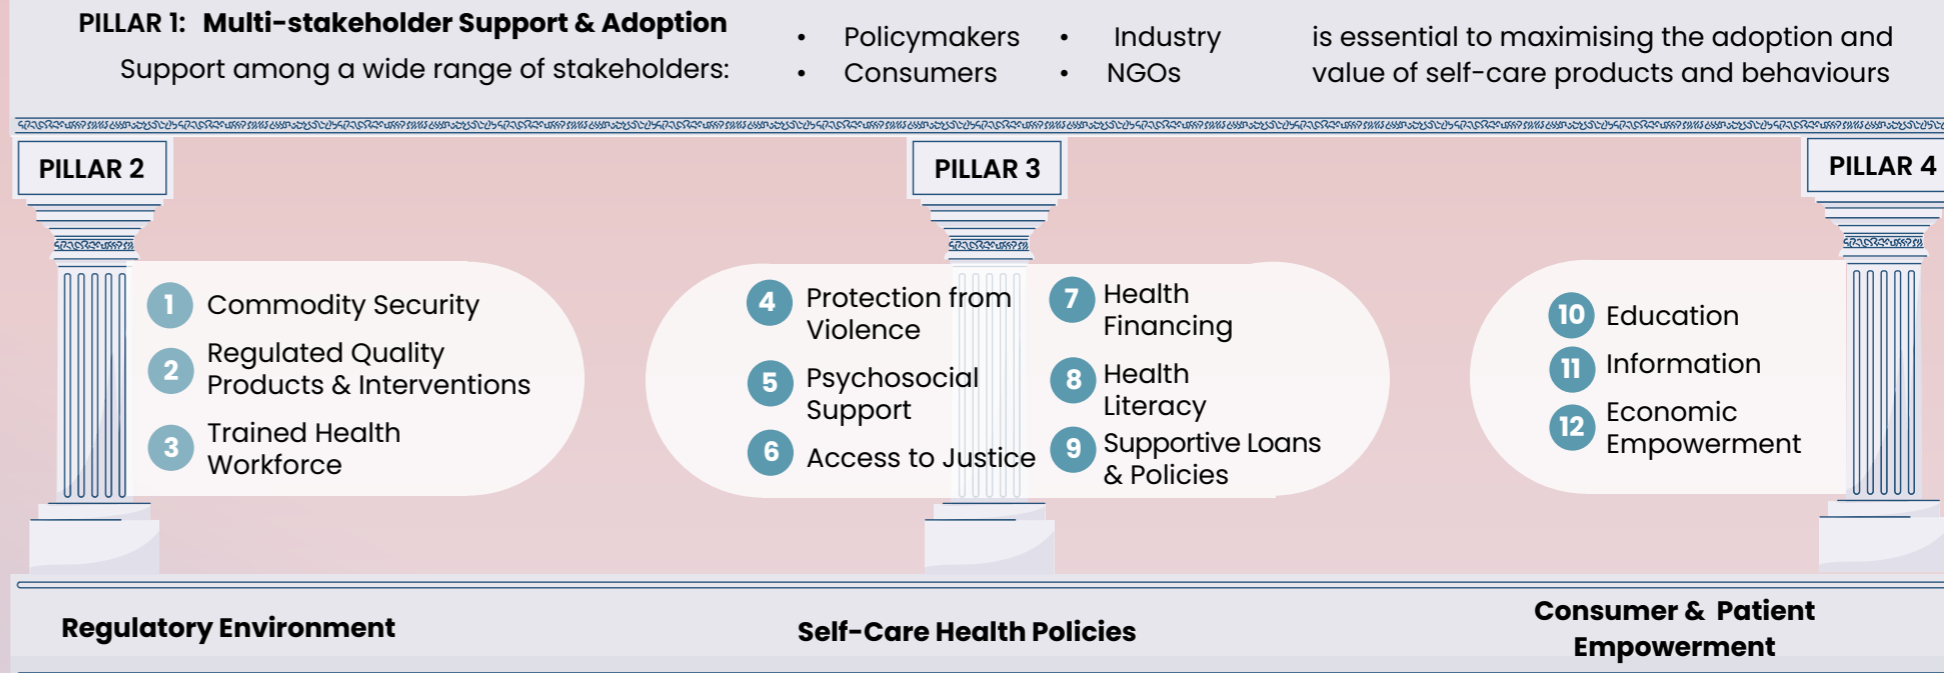 PILLAR 1: Multi-stakeholder Support & Adoption
Support among a wide range of stakeholders:
• Policymakers • Industry
• Consumers • NGOs
is essential to maximising the adoption and
value of self-care products and behaviours
PILLAR 2
PILLAR 3
PILLAR 4
1 Commodity Security
2 Regulated Quality
Products & Interventions
3 Trained Health
Workforce
4 Protection from
Violence
5 Psychosocial
Support
6 Access to Justice
7 Health
Financing
8 Health
Literacy
9 Supportive Loans
& Policies
10 Education
11 Information
12 Economic
Empowerment
Regulatory Environment
Self-Care Health Policies
Consumer & Patient
Empowerment